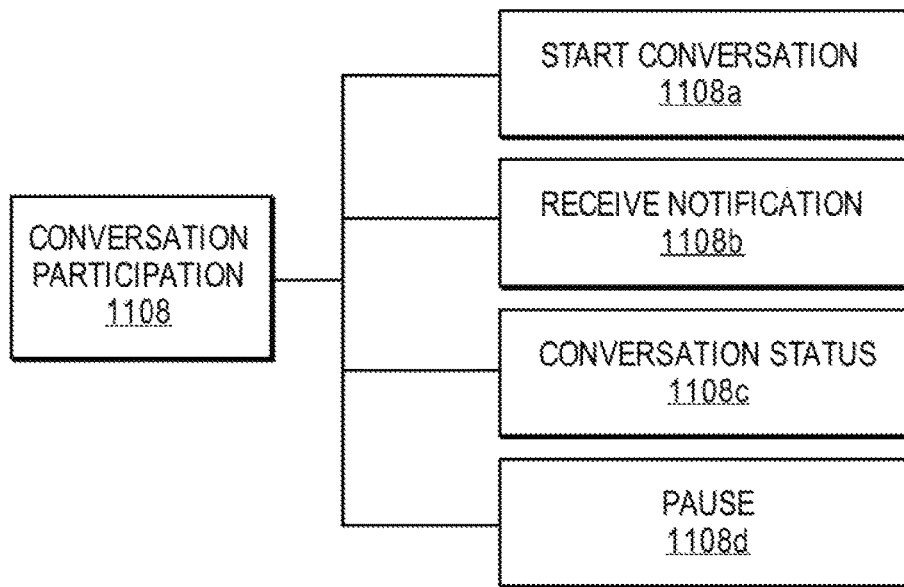 CONVERSATION
PARTICIPATION
1108
START CONVERSATION
1108a
RECEIVE NOTIFICATION
1108b
CONVERSATION STATUS
1108c
PAUSE
1108d